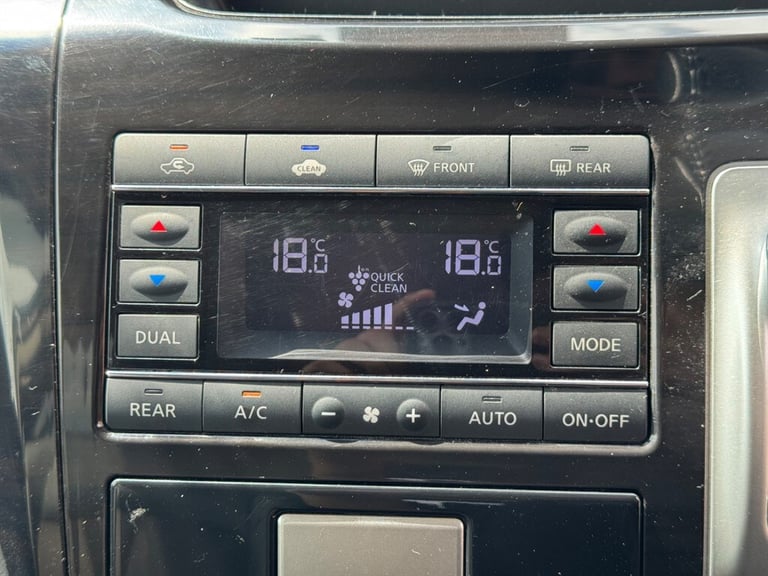 CLEAN
FRONT
REAR
18.0°C
18.0°C
QUICK
CLEAN
DUAL
MODE
REAR
A/C
− +
AUTO
ON·OFF